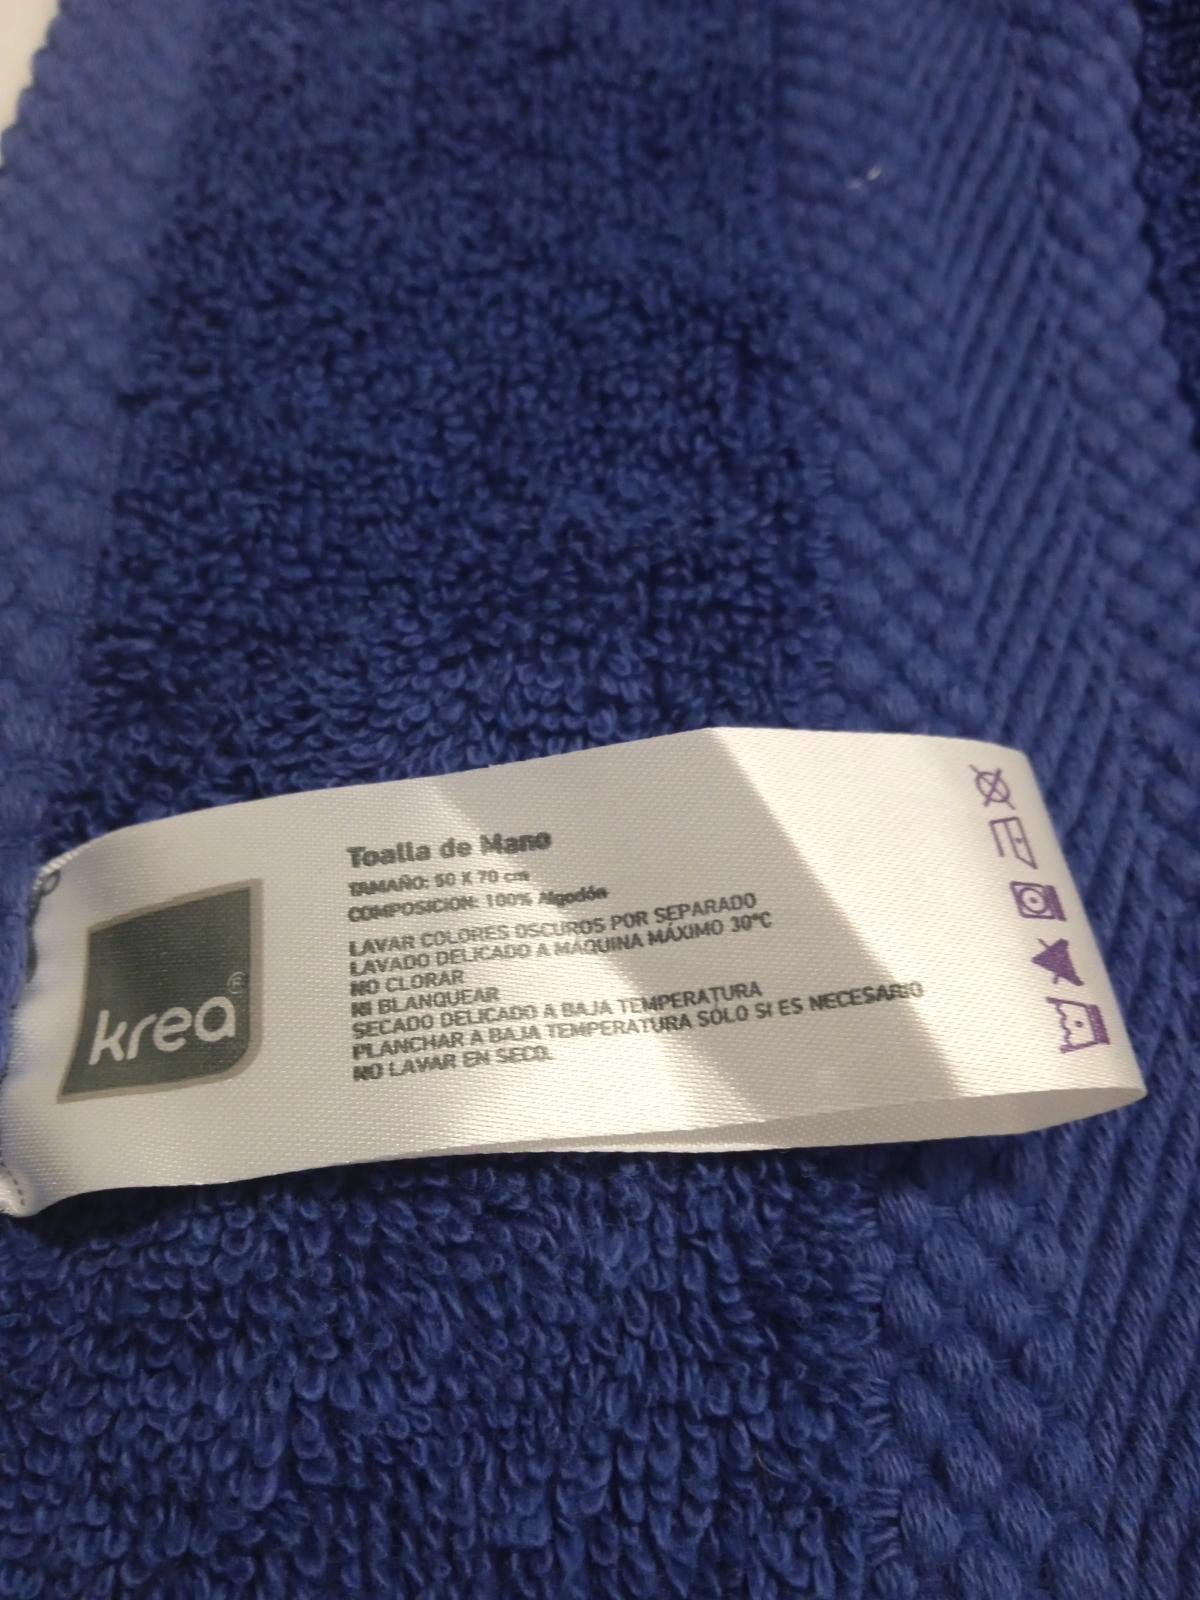 krea®
Toalla de Mano
TAMAÑO: 50 X 70 cm
COMPOSICION: 100% Algodón
LAVAR COLORES OSCUROS POR SEPARADO
LAVADO DELICADO A MÁQUINA MÁXIMO 30°C
NO CLORAR
NI BLANQUEAR
SECADO DELICADO A BAJA TEMPERATURA
PLANCHAR A BAJA TEMPERATURA SÓLO SI ES NECESARIO
NO LAVAR EN SECO.